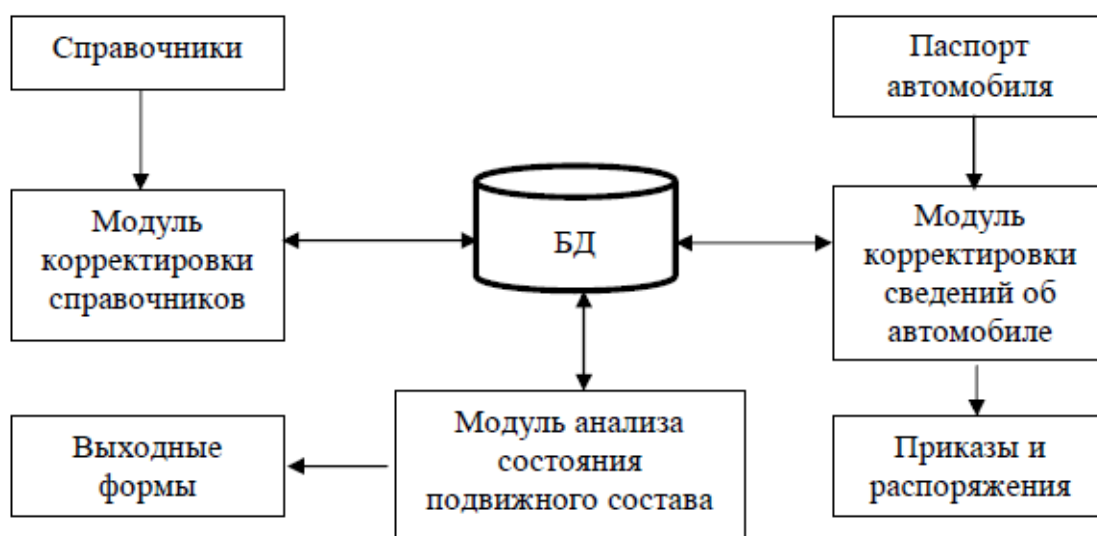 Справочники
Паспорт
автомобиля
Модуль
корректировки
справочников
БД
Модуль
корректировки
сведений об
автомобиле
Выходные
формы
Модуль анализа
состояния
подвижного состава
Приказы и
распоряжения